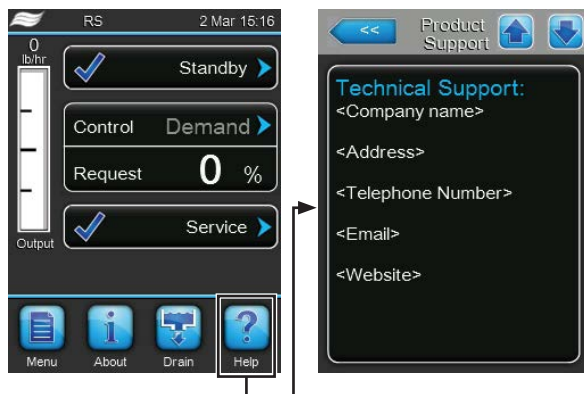 RS 2 Mar 15:16
0
lb/hr
Standby
Control Demand
Request 0 %
Service
Output
Menu About Drain Help
<< Product
Support
Technical Support:
<Company name>
<Address>
<Telephone Number>
<Email>
<Website>